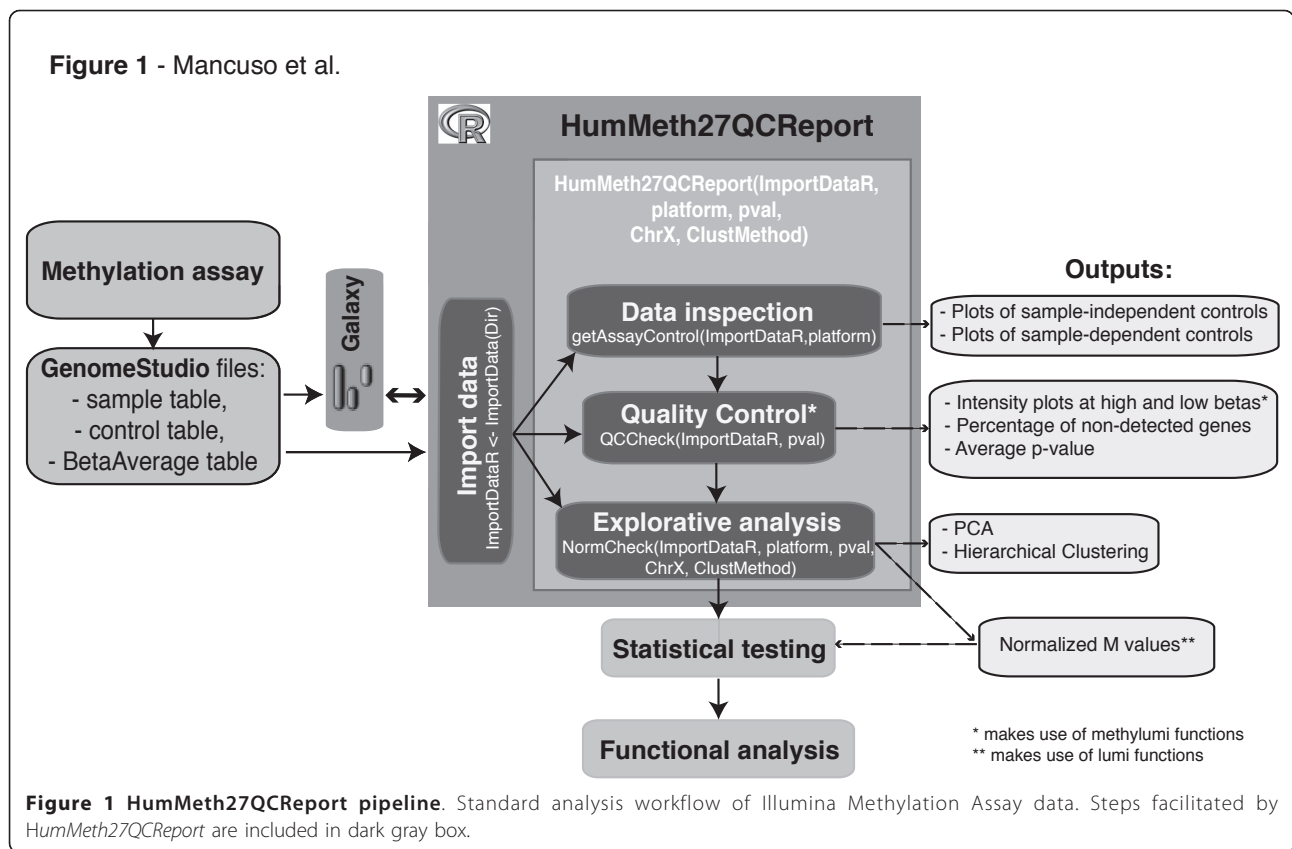 Figure 1 - Mancuso et al.
R
HumMeth27QCReport
HumMeth27QCReport(ImportDataR,
platform, pval,
ChrX, ClustMethod)
Methylation assay
GenomeStudio files:
- sample table,
- control table,
- BetaAverage table
Galaxy
Import data
ImportDataR <- ImportData(Dir)
Data inspection
getAssayControl(ImportDataR,platform)
Quality Control*
QCCheck(ImportDataR, pval)
Explorative analysis
NormCheck(ImportDataR, platform, pval,
ChrX, ClustMethod)
Outputs:
- Plots of sample-independent controls
- Plots of sample-dependent controls
- Intensity plots at high and low betas*
- Percentage of non-detected genes
- Average p-value
- PCA
- Hierarchical Clustering
Normalized M values**
Statistical testing
Functional analysis
* makes use of methylumi functions
** makes use of lumi functions
Figure 1 HumMeth27QCReport pipeline. Standard analysis workflow of Illumina Methylation Assay data. Steps facilitated by
HumMeth27QCReport are included in dark gray box.